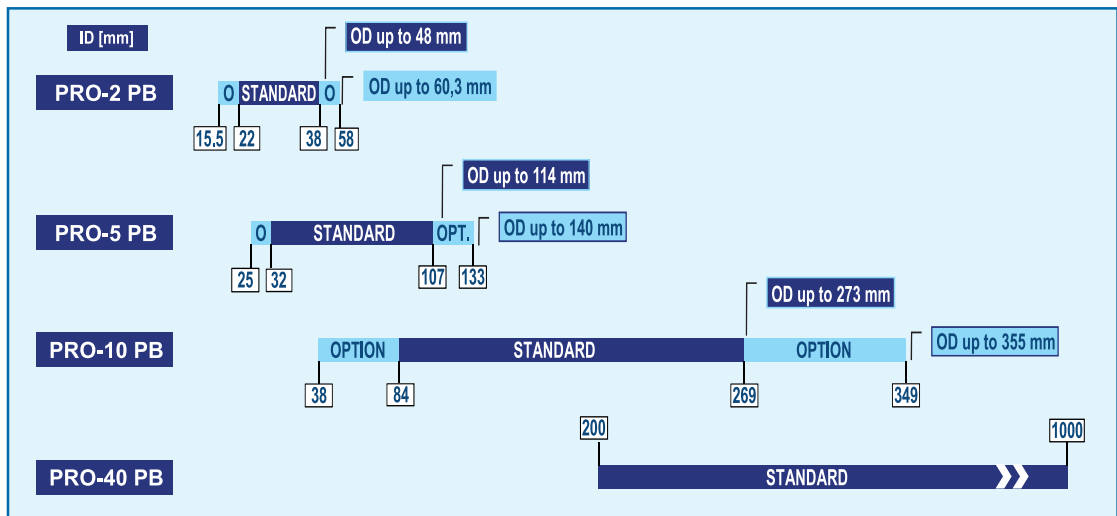 ID [mm]
OD up to 48 mm
PRO-2 PB
O
STANDARD
O
OD up to 60,3 mm
15.5
22
38
58
OD up to 114 mm
PRO-5 PB
O
STANDARD
OPT.
OD up to 140 mm
25
32
107
133
OD up to 273 mm
PRO-10 PB
OPTION
STANDARD
OPTION
OD up to 355 mm
38
84
269
349
200
1000
PRO-40 PB
STANDARD